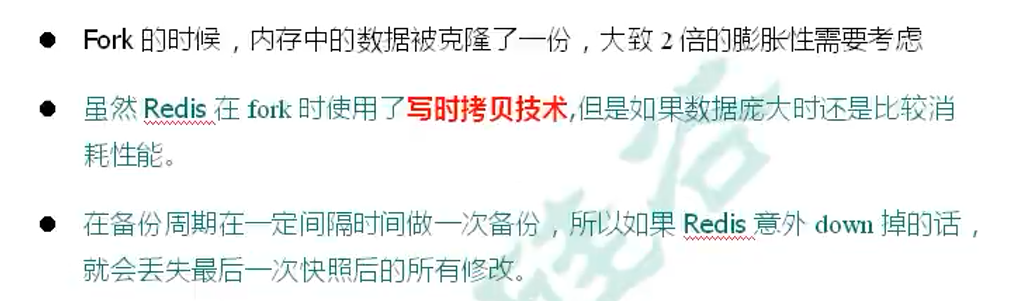 ● Fork 的时候，内存中的数据被克隆了一份，大致 2 倍的膨胀性需要考虑
● 虽然 Redis 在 fork 时使用了写时拷贝技术,但是如果数据庞大时还是比较消
耗性能。
● 在备份周期在一定间隔时间做一次备份，所以如果 Redis 意外 down 掉的话，
就会丢失最后一次快照后的所有修改。